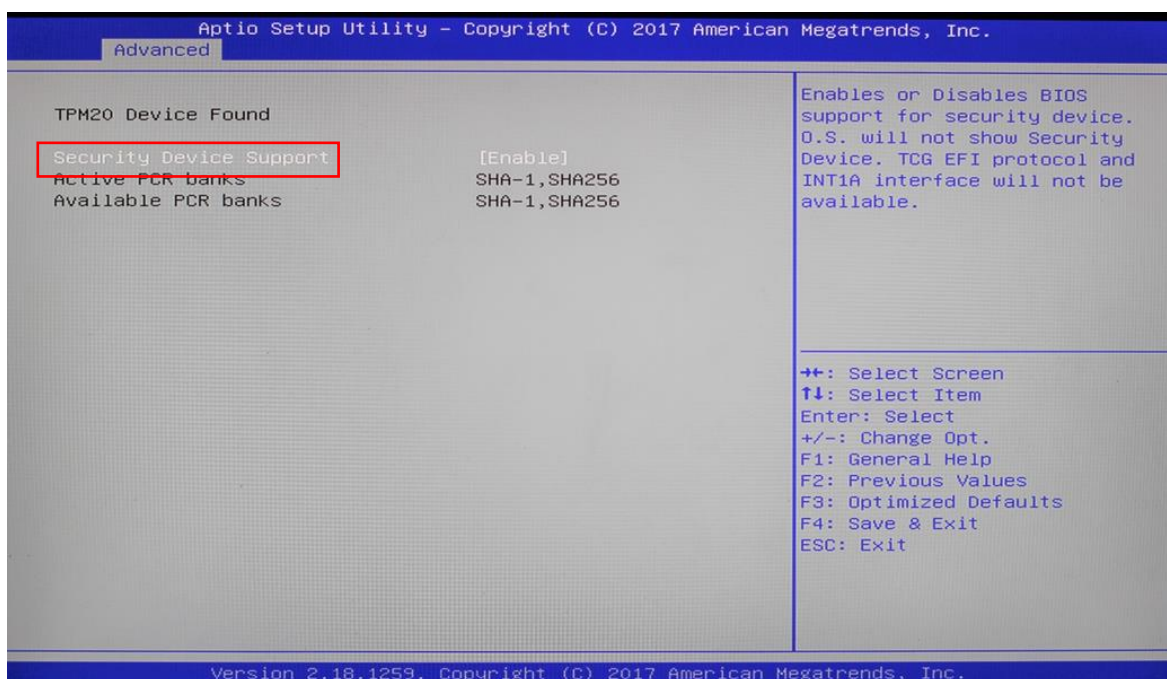 Aptio Setup Utility – Copyright (C) 2017 American Megatrends, Inc.
Advanced
TPM20 Device Found
Security Device Support [Enable]
Active PCR banks SHA-1,SHA256
Available PCR banks SHA-1,SHA256
Enables or Disables BIOS
support for security device.
O.S. will not show Security
Device. TCG EFI protocol and
INT1A interface will not be
available.
→←: Select Screen
↑↓: Select Item
Enter: Select
+/-: Change Opt.
F1: General Help
F2: Previous Values
F3: Optimized Defaults
F4: Save & Exit
ESC: Exit
Version 2.18.1259. Copyright (C) 2017 American Megatrends, Inc.